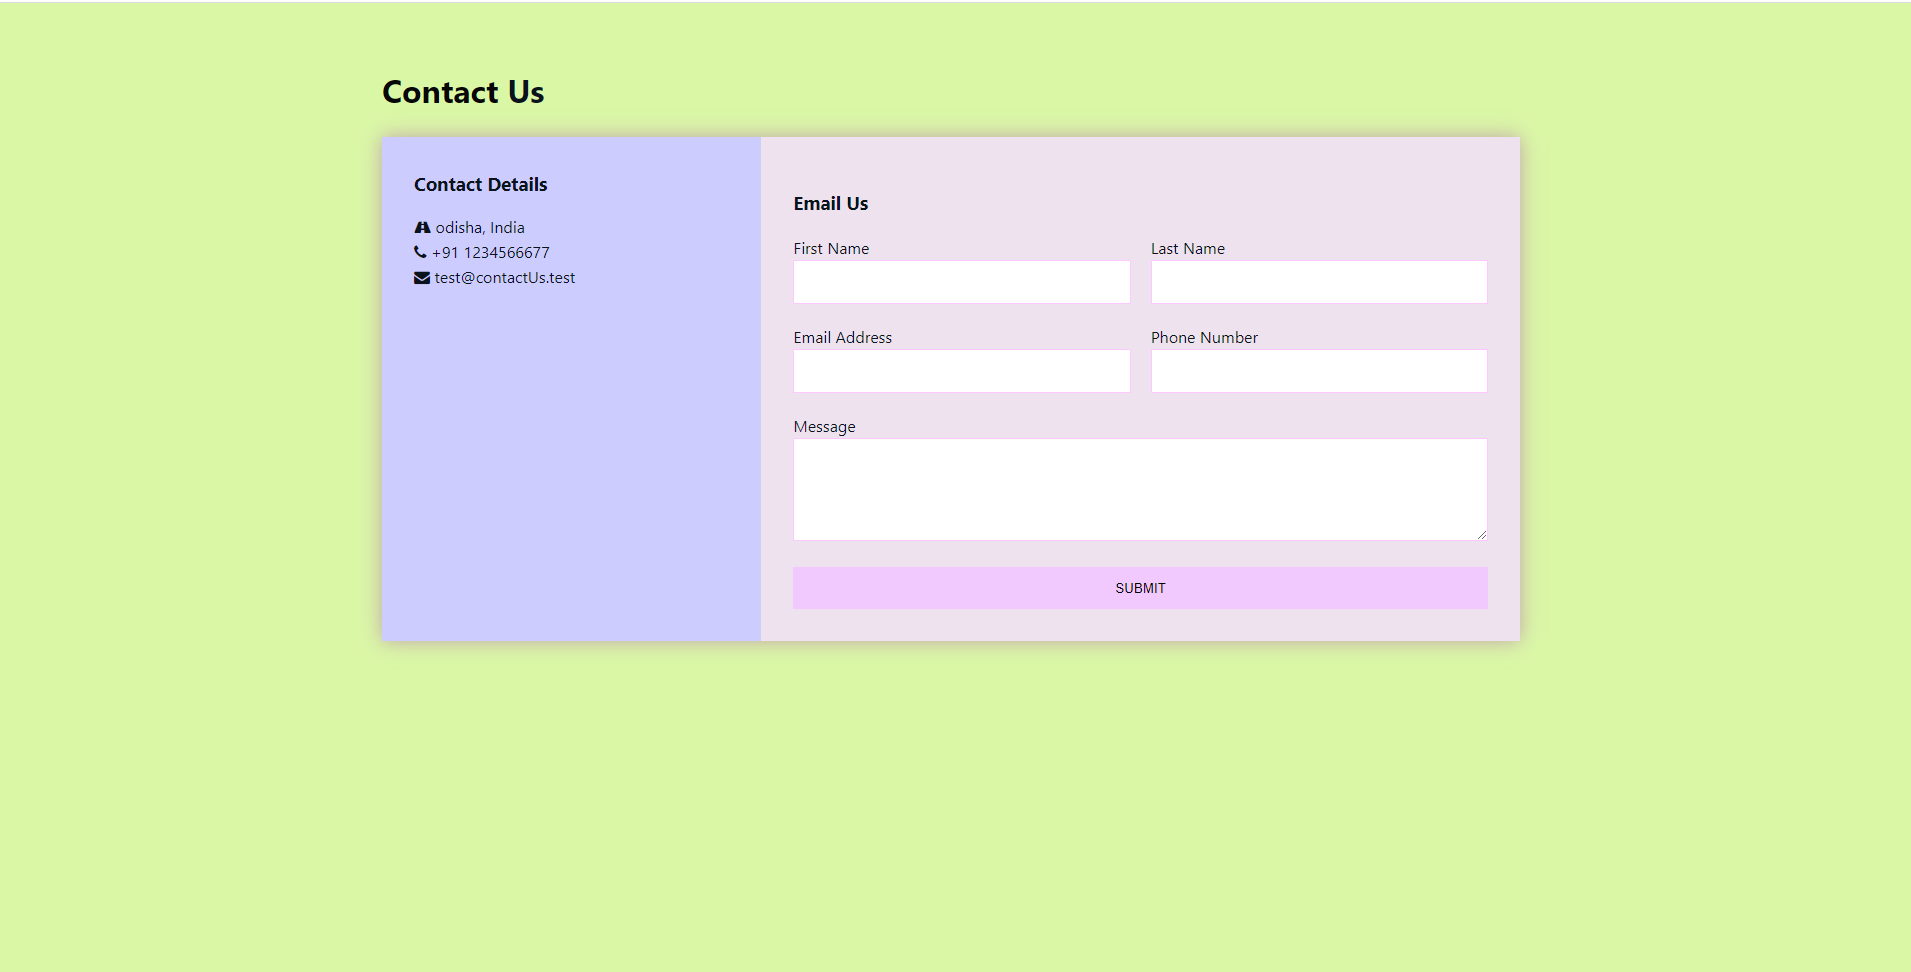 Contact Us
Contact Details
odisha, India
+91 1234566677
test@contactUs.test
Email Us
First Name
Last Name
Email Address
Phone Number
Message
SUBMIT